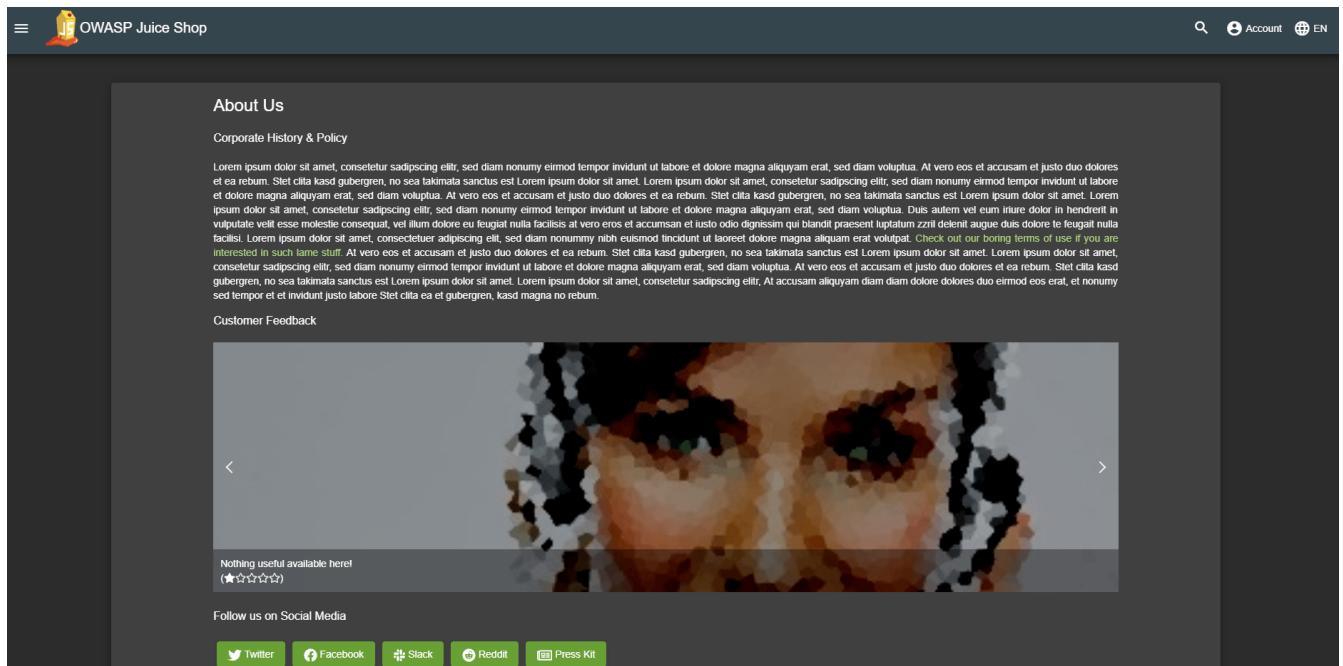 OWASP Juice Shop
Account
EN
About Us
Corporate History & Policy
Lorem ipsum dolor sit amet, consetetur sadipscing elitr, sed diam nonumy eirmod tempor invidunt ut labore et dolore magna aliquyam erat, sed diam voluptua. At vero eos et accusam et justo duo dolores
et ea rebum. Stet clita kasd gubergren, no sea takimata sanctus est Lorem ipsum dolor sit amet. Lorem ipsum dolor sit amet, consetetur sadipscing elitr, sed diam nonumy eirmod tempor invidunt ut labore
et dolore magna aliquyam erat, sed diam voluptua. At vero eos et accusam et justo duo dolores et ea rebum. Stet clita kasd gubergren, no sea takimata sanctus est Lorem ipsum dolor sit amet. Lorem
ipsum dolor sit amet, consetetur sadipscing elitr, sed diam nonumy eirmod tempor invidunt ut labore et dolore magna aliquyam erat, sed diam voluptua. Duis autem vel eum iriure dolor in hendrerit in
vulputate velit esse molestie consequat, vel illum dolore eu feugiat nulla facilisis at vero eros et accumsan et iusto odio dignissim qui blandit praesent luptatum zzril delenit augue duis dolore te feugait nulla
facilisi. Lorem ipsum dolor sit amet, consectetuer adipiscing elit, sed diam nonummy nibh euismod tincidunt ut laoreet dolore magna aliquam erat volutpat. Check out our boring terms of use if you are
interested in such lame stuff. At vero eos et accusam et justo duo dolores et ea rebum. Stet clita kasd gubergren, no sea takimata sanctus est Lorem ipsum dolor sit amet. Lorem ipsum dolor sit amet,
consetetur sadipscing elitr, sed diam nonumy eirmod tempor invidunt ut labore et dolore magna aliquyam erat, sed diam voluptua. At vero eos et accusam et justo duo dolores et ea rebum. Stet clita kasd
gubergren, no sea takimata sanctus est Lorem ipsum dolor sit amet. Lorem ipsum dolor sit amet, consetetur sadipscing elitr, At accusam aliquyam diam diam dolore dolores duo eirmod eos erat, et nonumy
sed tempor et et invidunt justo labore Stet clita ea et gubergren, kasd magna no rebum.
Customer Feedback
Nothing useful available here!
(★☆☆☆☆)
Follow us on Social Media
Twitter
Facebook
Slack
Reddit
Press Kit